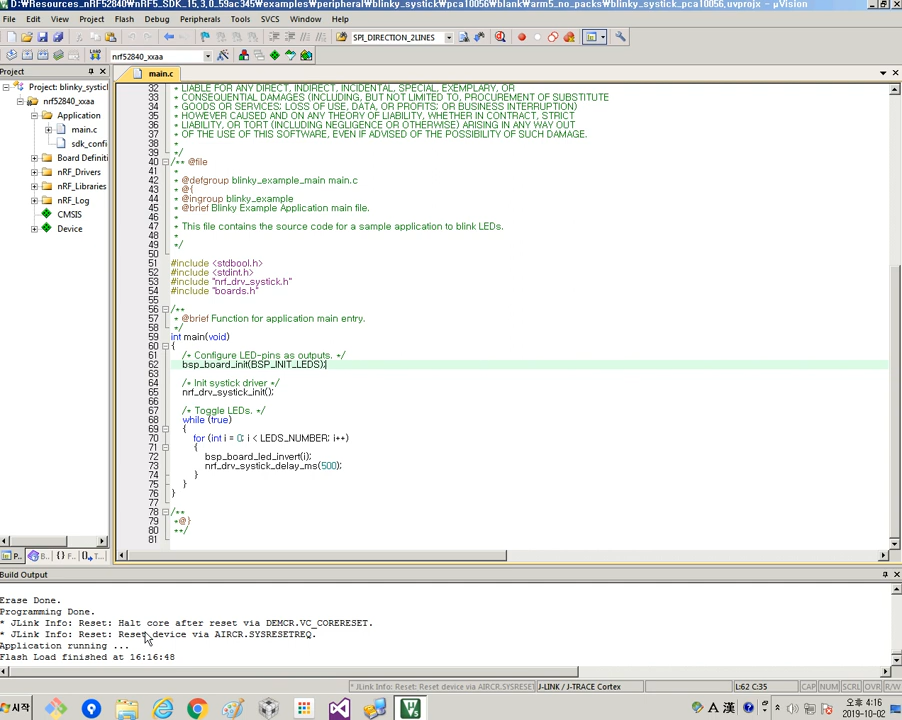 D:₩Resources_nRF52840₩nRF5_SDK_15,3,0_59ac345₩examples₩peripheral₩blinky_systick₩pca10056₩blank₩arm5_no_packs₩blinky_systick_pca10056,uvprojx - μVision
File Edit View Project Flash Debug Peripherals Tools SVCS Window Help
SPI_DIRECTION_2LINES
nrf52840_xxaa
Project
main.c
Project: blinky_systick
nrf52840_xxaa
Application
main.c
sdk_confi
Board Definiti
nRF_Drivers
nRF_Libraries
nRF_Log
CMSIS
Device
32 * LIABLE FOR ANY DIRECT, INDIRECT, INCIDENTAL, SPECIAL, EXEMPLARY, OR
33 * CONSEQUENTIAL DAMAGES (INCLUDING, BUT NOT LIMITED TO, PROCUREMENT OF SUBSTITUTE
34 * GOODS OR SERVICES; LOSS OF USE, DATA, OR PROFITS; OR BUSINESS INTERRUPTION)
35 * HOWEVER CAUSED AND ON ANY THEORY OF LIABILITY, WHETHER IN CONTRACT, STRICT
36 * LIABILITY, OR TORT (INCLUDING NEGLIGENCE OR OTHERWISE) ARISING IN ANY WAY OUT
37 * OF THE USE OF THIS SOFTWARE, EVEN IF ADVISED OF THE POSSIBILITY OF SUCH DAMAGE.
38 *
39 */
40 /** @file
41 *
42 * @defgroup blinky_example_main main.c
43 * @{
44 * @ingroup blinky_example
45 * @brief Blinky Example Application main file.
46 *
47 * This file contains the source code for a sample application to blink LEDs.
48 *
49 */
50
51 #include <stdbool.h>
52 #include <stdint.h>
53 #include "nrf_drv_systick.h"
54 #include "boards.h"
55
56 /**
57 * @brief Function for application main entry.
58 */
59 int main(void)
60 {
61 /* Configure LED-pins as outputs. */
62 bsp_board_init(BSP_INIT_LEDS);
63
64 /* Init systick driver */
65 nrf_drv_systick_init();
66
67 /* Toggle LEDs. */
68 while (true)
69 {
70 for (int i = 0; i < LEDS_NUMBER; i++)
71 {
72 bsp_board_led_invert(i);
73 nrf_drv_systick_delay_ms(500);
74 }
75 }
76 }
77
78 /**
79 *@}
80 **/
81
P.. B.. {} F.. T...
Build Output
Erase Done.
Programming Done.
* JLink Info: Reset: Halt core after reset via DEMCR.VC_CORERESET.
* JLink Info: Reset: Reset device via AIRCR.SYSRESETREQ.
Application running ...
Flash Load finished at 16:16:48
* JLink Info: Reset: Reset device via AIRCR.SYSRESET J-LINK / J-TRACE Cortex L:62 C:35 CAP NUM SCRL OVR R/W
시작
A 漢
오후 4:16
2019-10-02